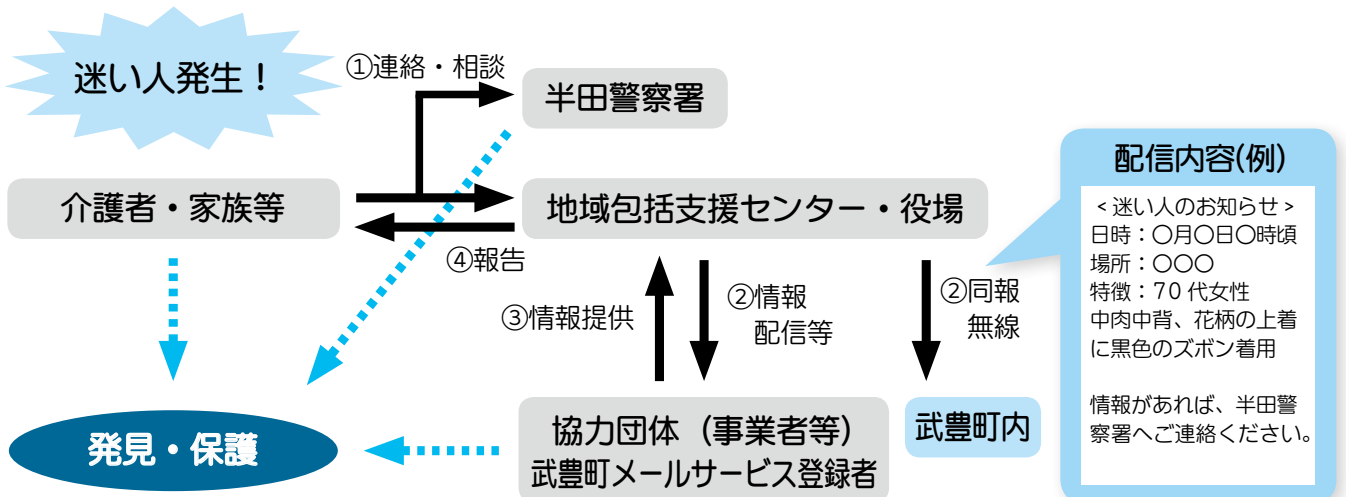 迷い人発生!
①連絡・相談
半田警察署
介護者・家族等
地域包括支援センター・役場
④報告
③情報提供
②情報
配信等
②同報
無線
発見・保護
協力団体(事業者等)
武豊町メールサービス登録者
武豊町内
配信内容(例)
<迷い人のお知らせ>
日時:〇月〇日〇時頃
場所:〇〇〇
特徴:70代女性
中肉中背、花柄の上着
に黒色のズボン着用
情報があれば、半田警
察署へご連絡ください。